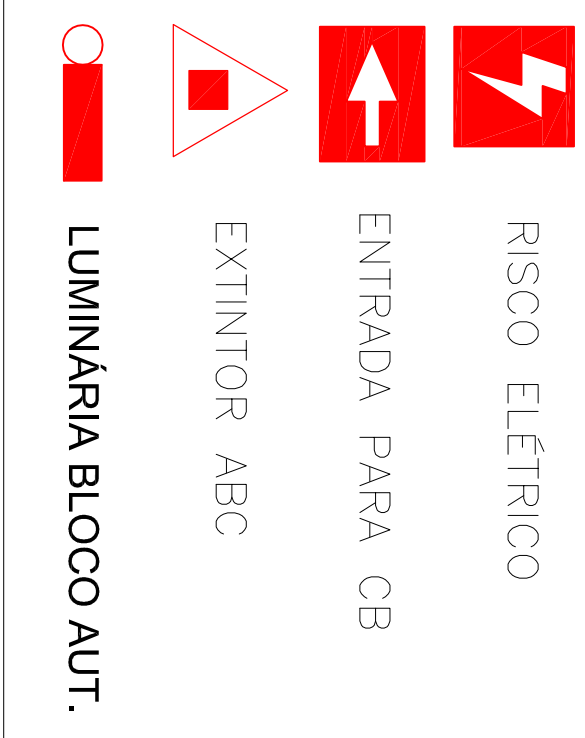 RISCO ELÉTRICO
ENTRADA PARA CB
EXTINTOR ABC
LUMINÁRIA BLOCO AUT.